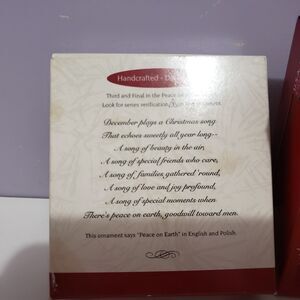 Handcrafted - D
Third and Final in the Peace
Look for series verification
December plays a Christmas song
That echoes sweetly all year long--
A song of beauty in the air,
A song of special friends who care,
A song of families gathered 'round,
A song of love and joy profound,
A song of special moments when
There's peace on earth, goodwill toward men.
This ornament says "Peace on Earth" in English and Polish.